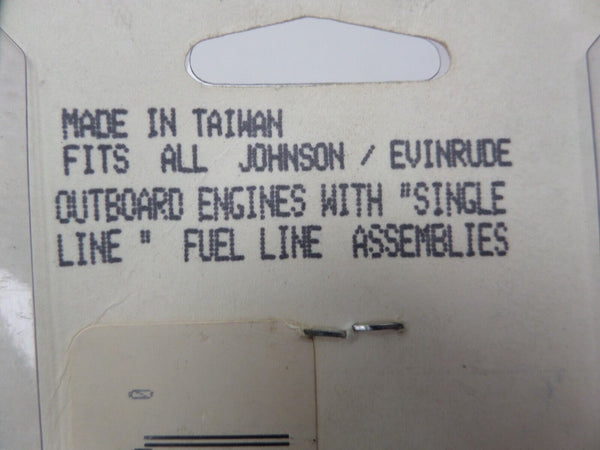 MADE IN TAIWAN
FITS ALL JOHNSON / EVINRUDE
OUTBOARD ENGINES WITH "SINGLE
LINE " FUEL LINE ASSEMBLIES